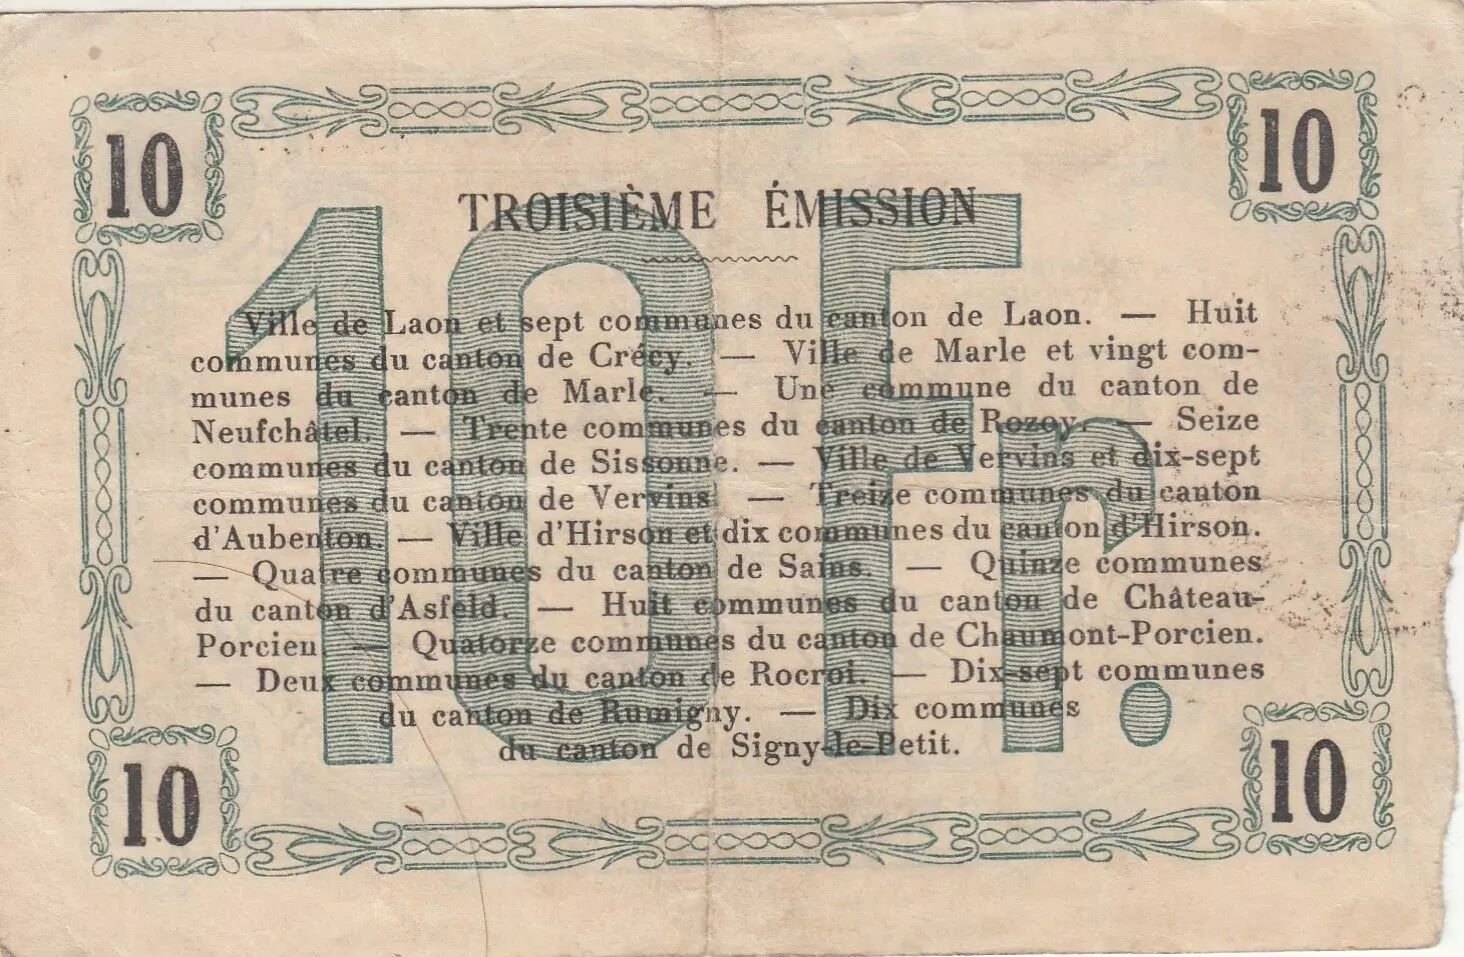 10 10
TROISIÈME ÉMISSION
10 Fr.
Ville de Laon et sept communes du canton de Laon. — Huit
communes du canton de Crécy. — Ville de Marle et vingt com-
munes du canton de Marle. — Une commune du canton de
Neufchâtel. — Trente communes du canton de Rozoy. — Seize
communes du canton de Sissonne. — Ville de Vervins et dix-sept
communes du canton de Vervins. — Treize communes du canton
d'Aubenton. — Ville d'Hirson et dix communes du canton d'Hirson.
— Quatre communes du canton de Sains. — Quinze communes
du canton d'Asfeld. — Huit communes du canton de Château-
Porcien. — Quatorze communes du canton de Chaumont-Porcien.
— Deux communes du canton de Rocroi. — Dix-sept communes
du canton de Rumigny. — Dix communes
du canton de Signy-le-Petit.
10 10